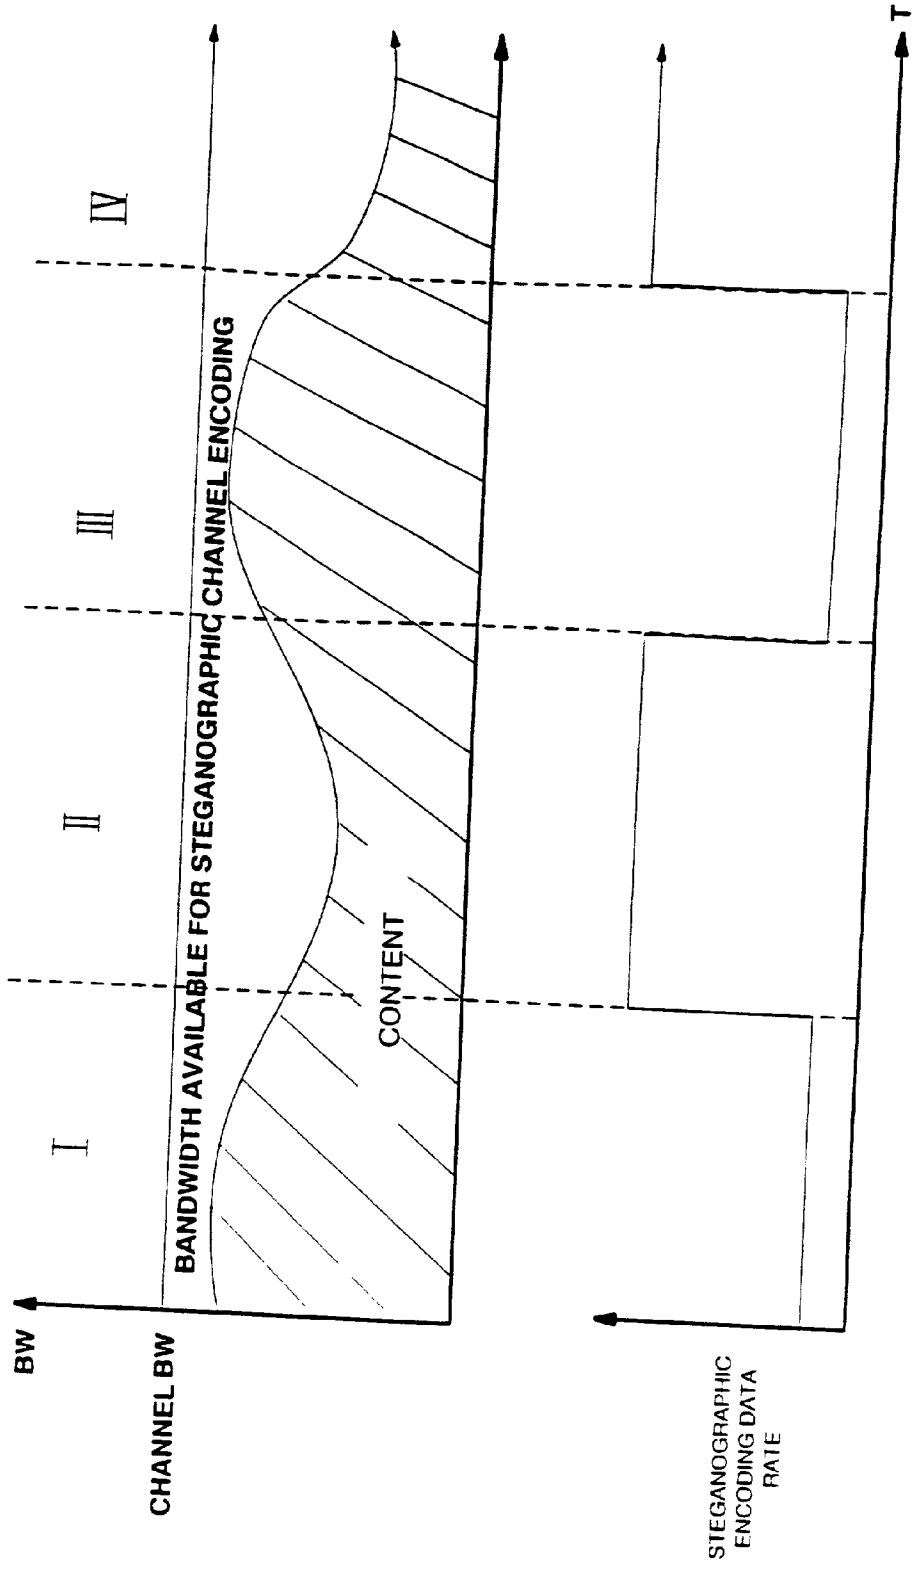 BW
I
II
III
IV
CHANNEL BW
BANDWIDTH AVAILABLE FOR STEGANOGRAPHIC CHANNEL ENCODING
CONTENT
STEGANOGRAPHIC
ENCODING DATA
RATE
T